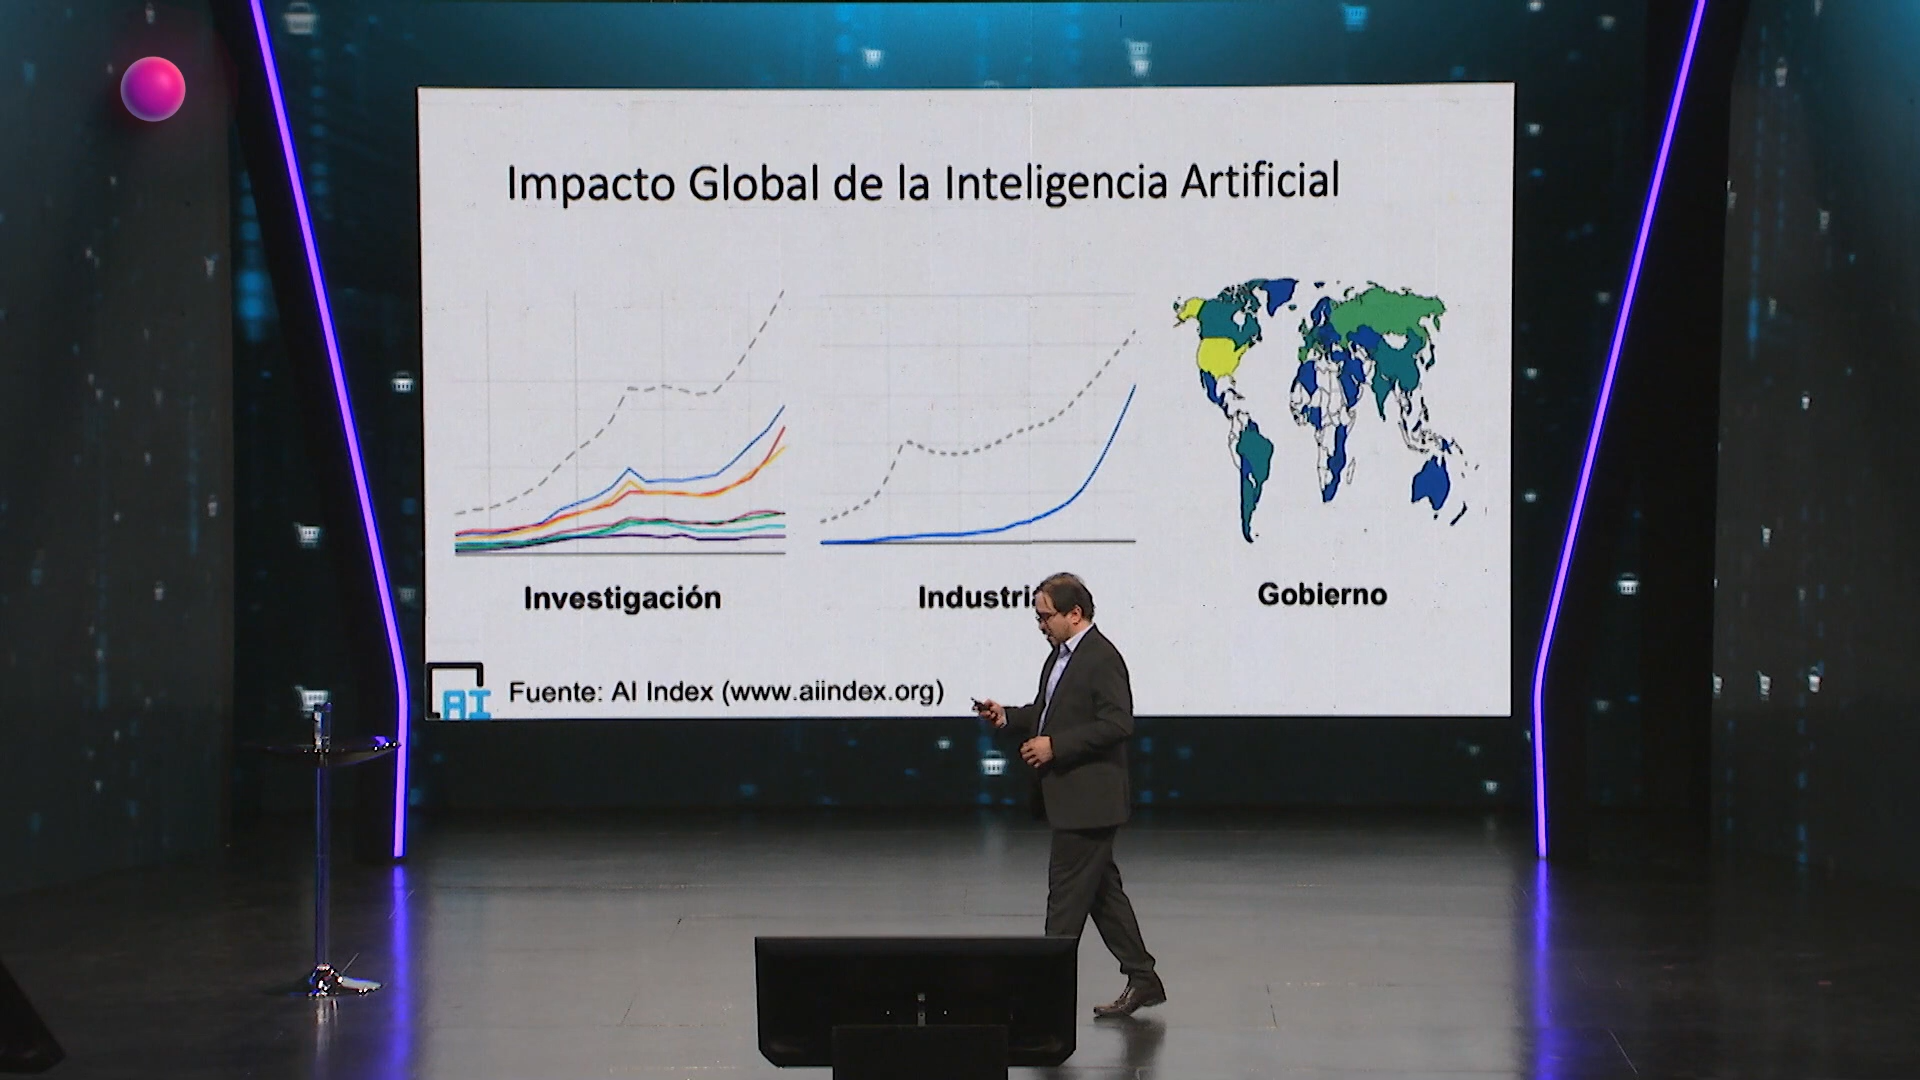 Impacto Global de la Inteligencia Artificial
Investigación
Industria
Gobierno
AI
Fuente: AI Index (www.aiindex.org)